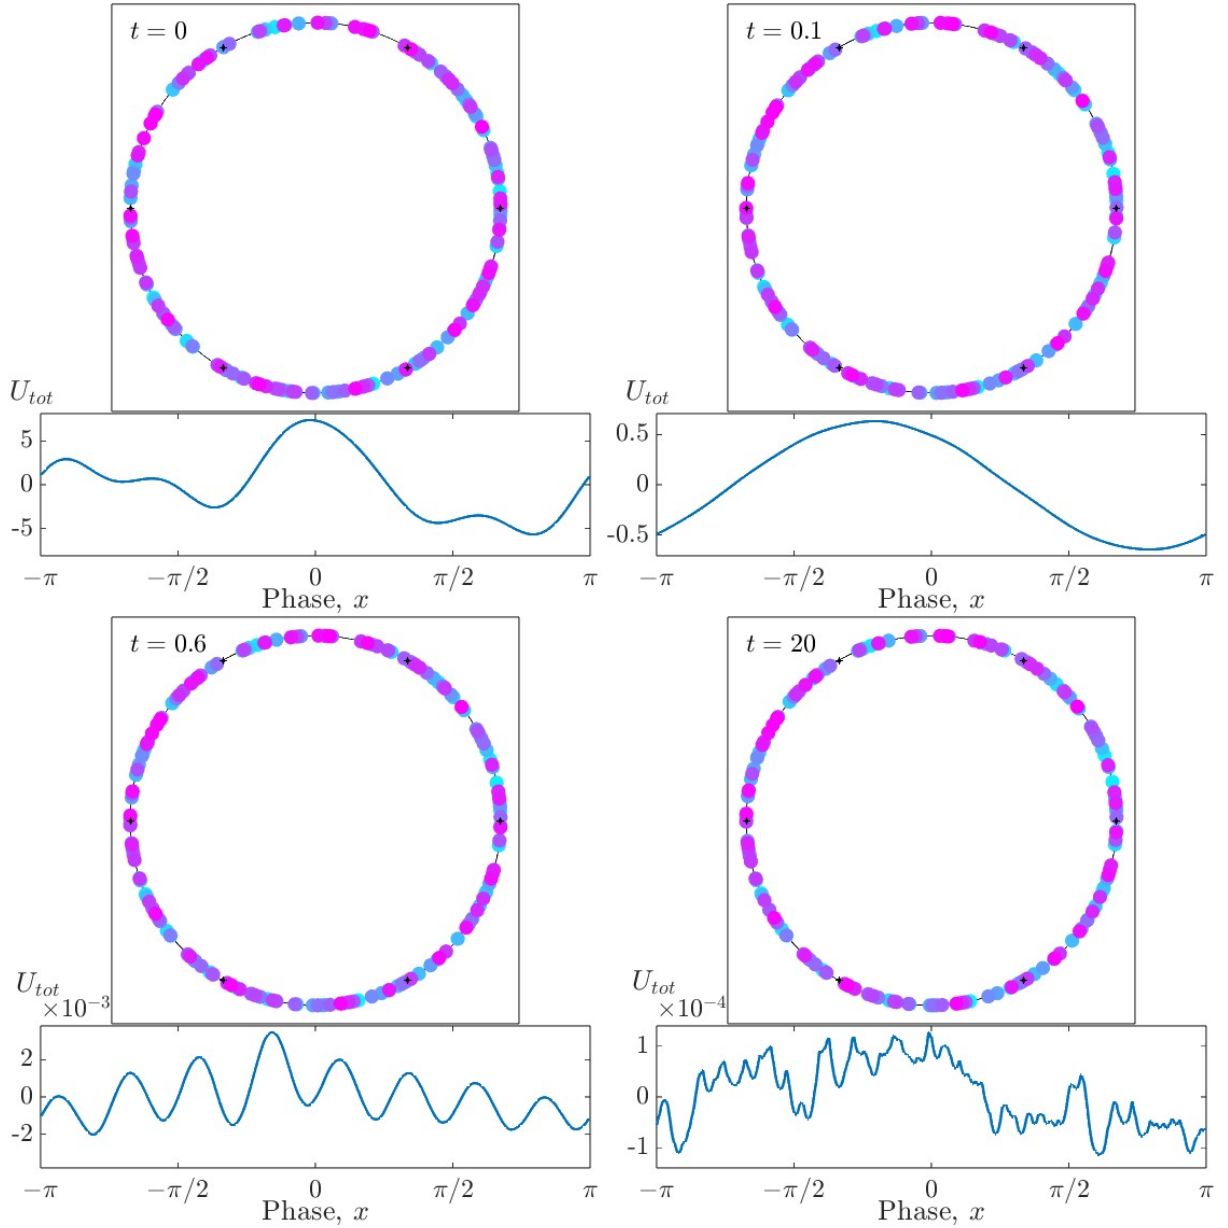 t = 0
U_tot
5
0
-5
−π −π/2 0 π/2 π
Phase, x
t = 0.1
0.5
0
-0.5
−π −π/2 0 π/2 π
Phase, x
t = 0.6
U_tot
×10^-3
2
0
-2
−π −π/2 0 π/2 π
Phase, x
t = 20
U_tot
×10^-4
1
0
-1
−π −π/2 0 π/2 π
Phase, x